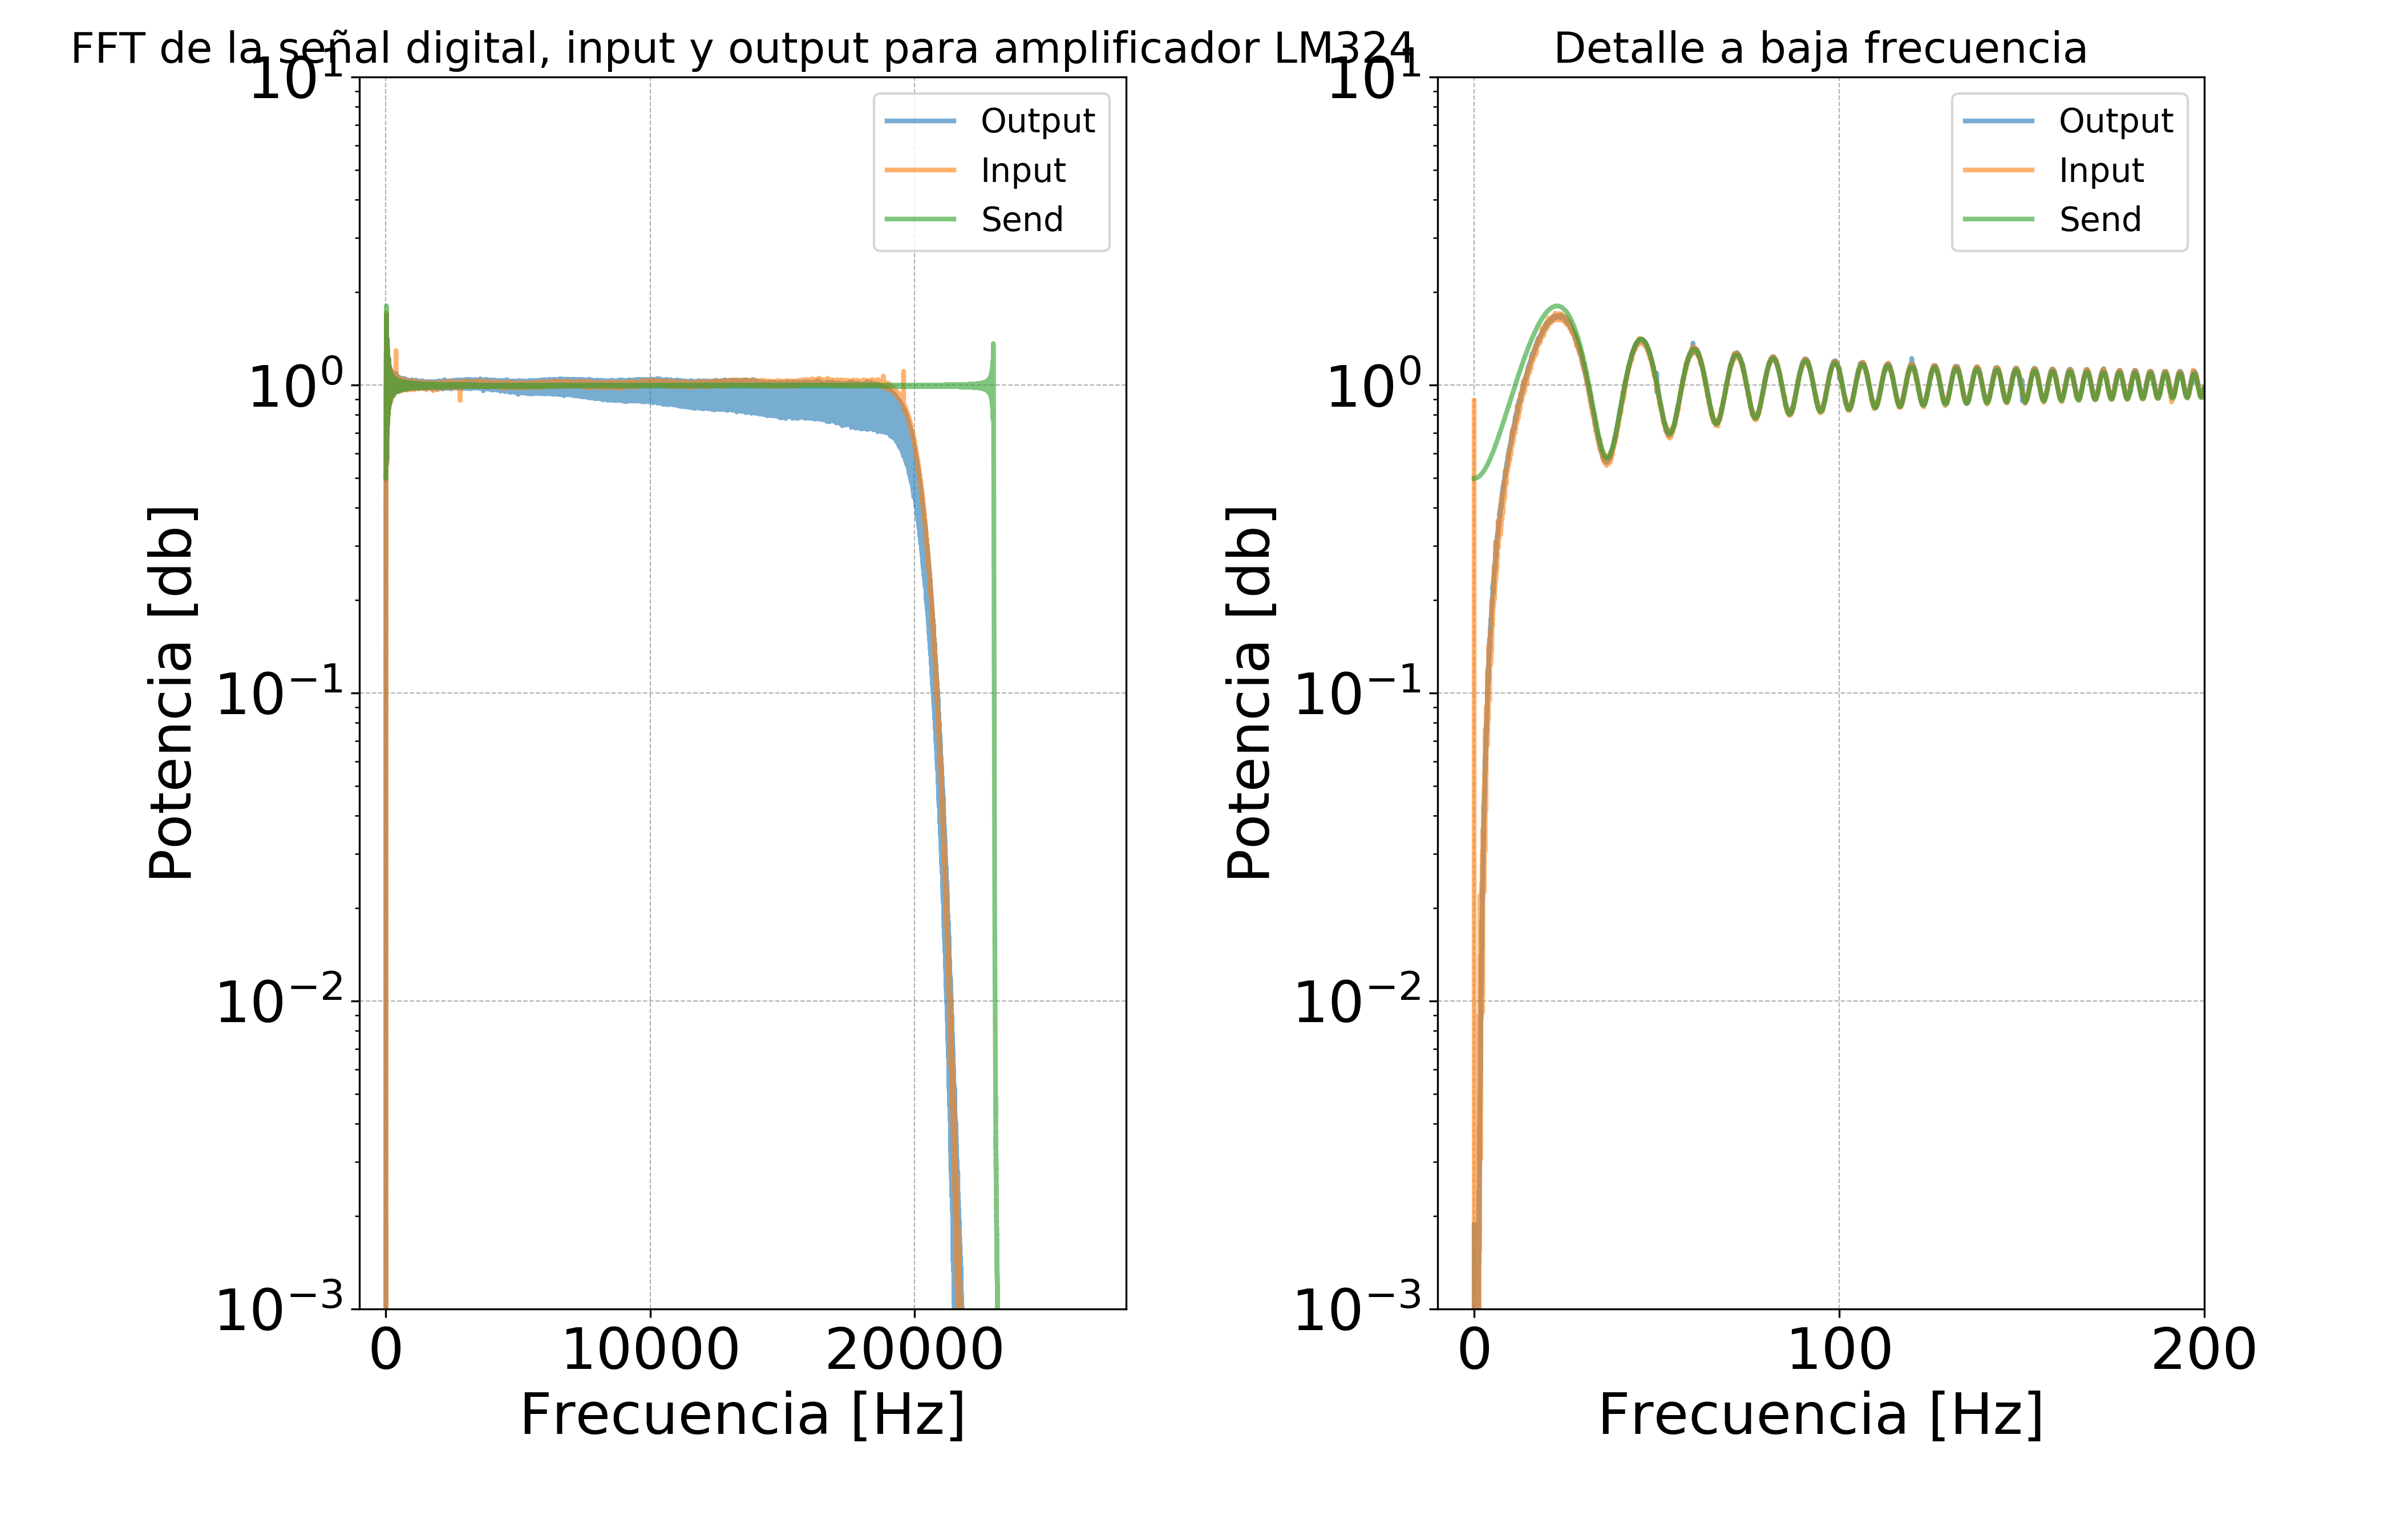 FFT de la señal digital, input y output para amplificador LM324
10^1
10^0
10^−1
10^−2
10^−3
Potencia [db]
0 10000 20000
Frecuencia [Hz]
Output
Input
Send
Detalle a baja frecuencia
10^1
10^0
10^−1
10^−2
10^−3
Potencia [db]
0 100 200
Frecuencia [Hz]
Output
Input
Send